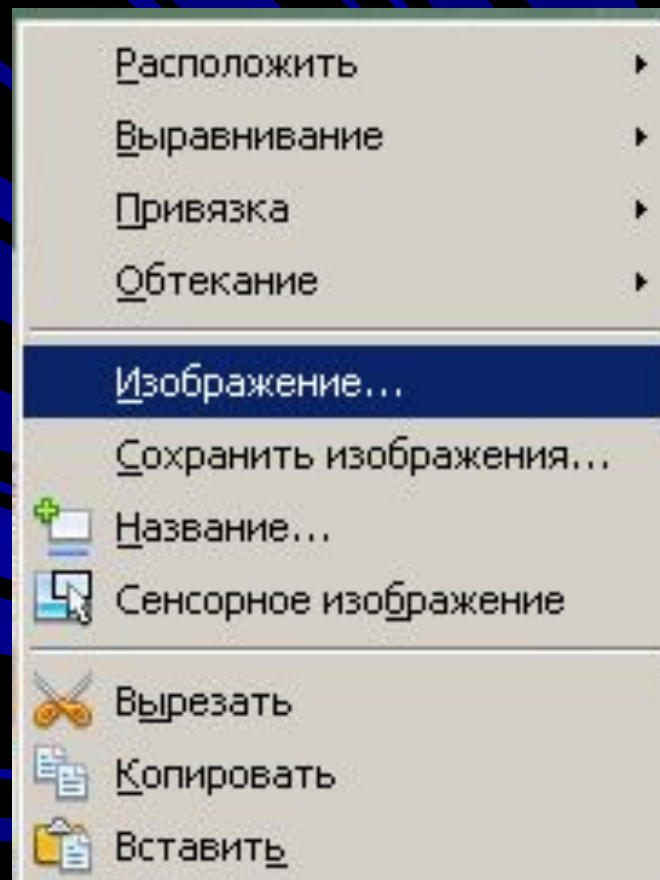 Расположить
Выравнивание
Привязка
Обтекание
Изображение...
Сохранить изображения...
Название...
Сенсорное изображение
Вырезать
Копировать
Вставить